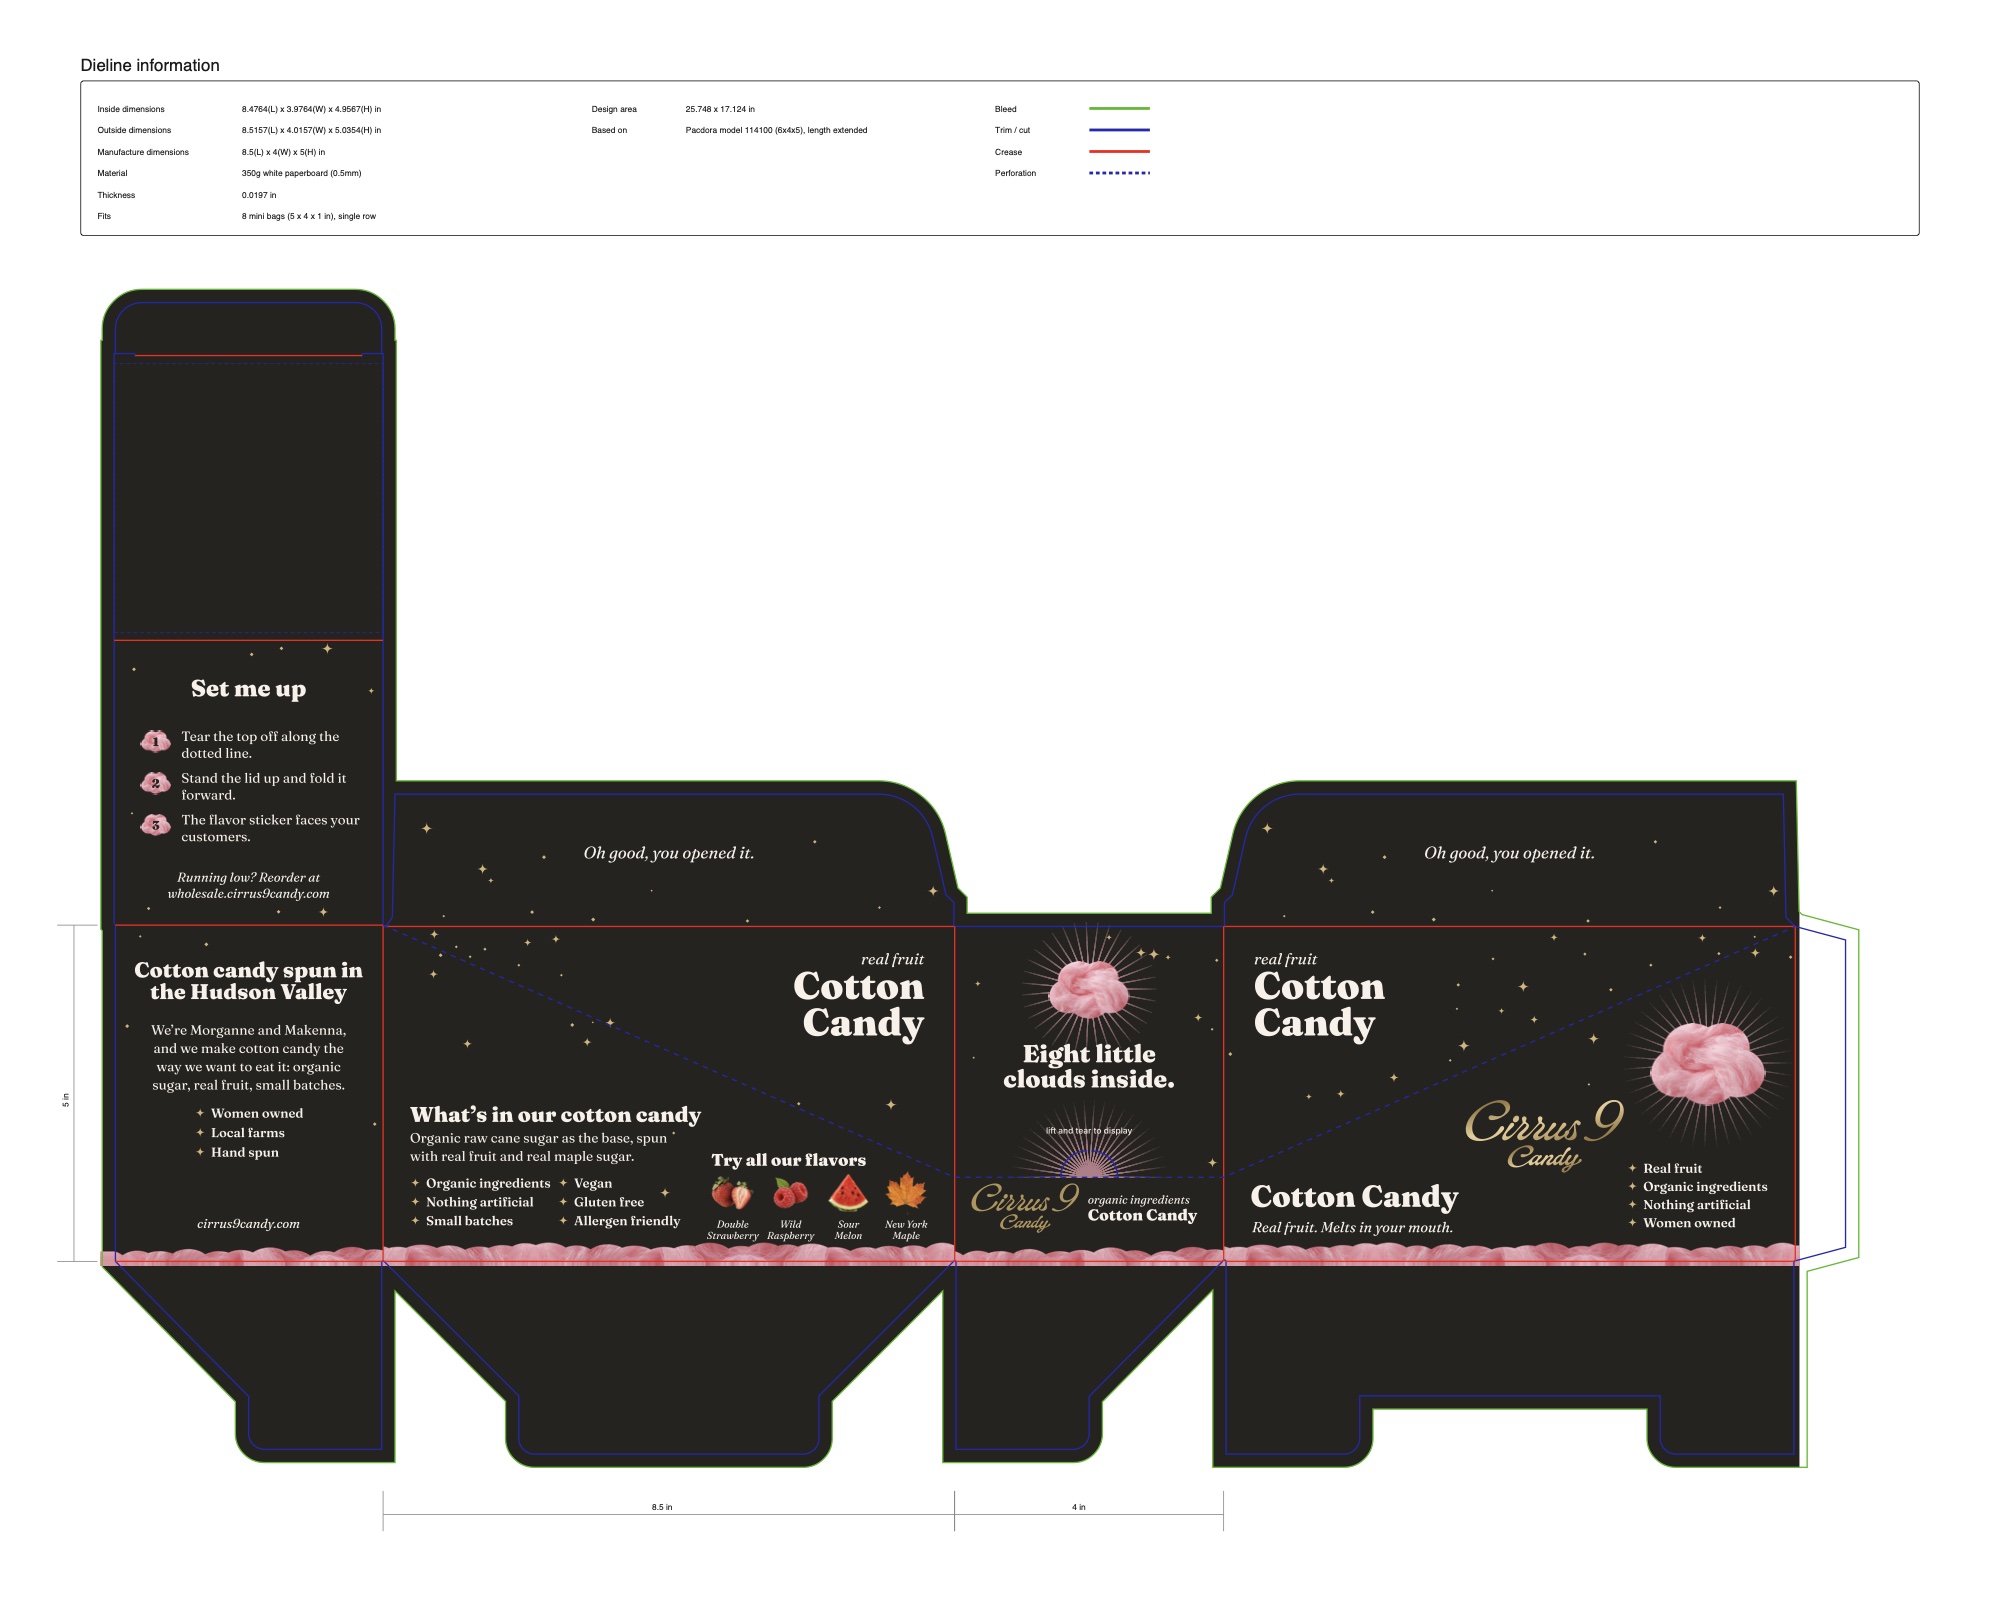 Dieline information
Inside dimensions 8.4764(L) x 3.9764(W) x 4.9567(H) in
Outside dimensions 8.5157(L) x 4.0157(W) x 5.0354(H) in
Manufacture dimensions 8.5(L) x 4(W) x 5(H) in
Material 350g white paperboard (0.5mm)
Thickness 0.0197 in
Fits 8 mini bags (5 x 4 x 1 in), single row
Design area 25.748 x 17.124 in
Based on Pacdora model 114100 (6x4x5), length extended
Bleed
Trim / cut
Crease
Perforation
Set me up
1 Tear the top off along the
dotted line.
2 Stand the lid up and fold it
forward.
3 The flavor sticker faces your
customers.
Running low? Reorder at
wholesale.cirrus9candy.com
Cotton candy spun in
the Hudson Valley
We're Morganne and Makenna,
and we make cotton candy the
way we want to eat it: organic
sugar, real fruit, small batches.
Women owned
Local farms
Hand spun
cirrus9candy.com
5 in
Oh good, you opened it.
real fruit
Cotton
Candy
What's in our cotton candy
Organic raw cane sugar as the base, spun
with real fruit and real maple sugar.
Organic ingredients
Nothing artificial
Small batches
Vegan
Gluten free
Allergen friendly
Try all our flavors
Double
Strawberry
Wild
Raspberry
Sour
Melon
New York
Maple
Eight little
clouds inside.
lift and tear to display
Cirrus 9
Candy
organic ingredients
Cotton Candy
Oh good, you opened it.
real fruit
Cotton
Candy
Cirrus 9
Candy
Cotton Candy
Real fruit. Melts in your mouth.
Real fruit
Organic ingredients
Nothing artificial
Women owned
8.5 in
4 in